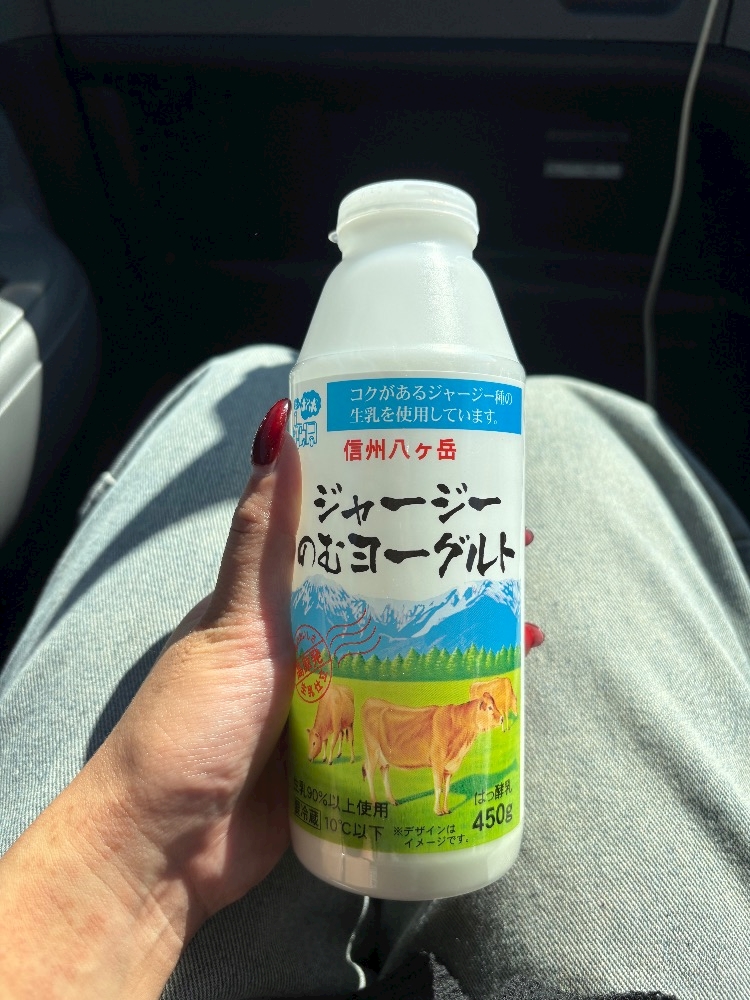 コクがあるジャージー種の
生乳を使用しています。
信州八ヶ岳
ジャージー
のむヨーグルト
生乳90%以上使用
要冷蔵 10℃以下
※デザインは
イメージです。
はっ酵乳
450g